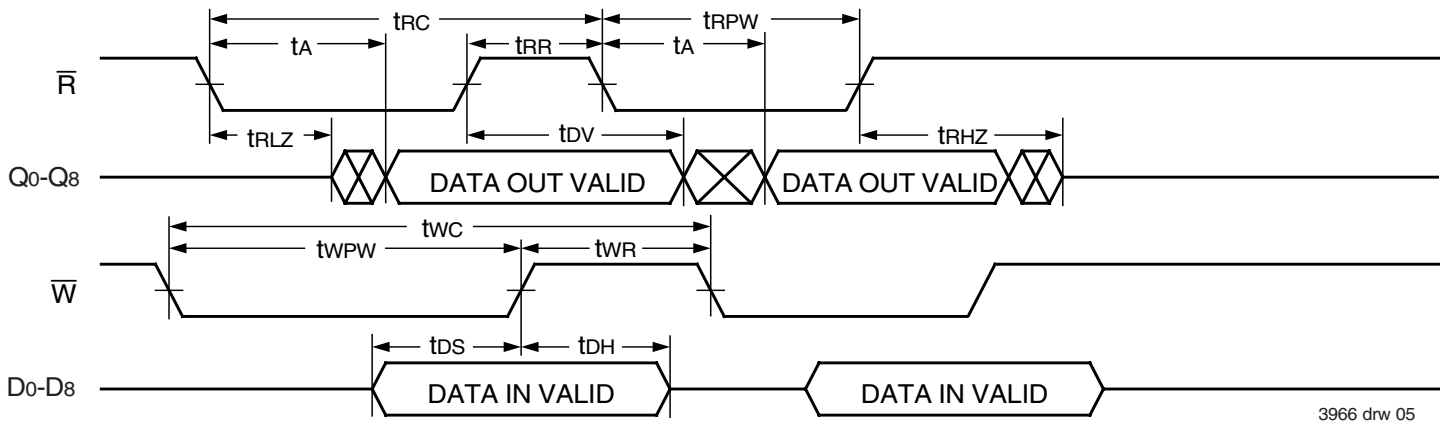 tRC tRPW
tA tRR tA
R̅
tRLZ tDV tRHZ
Q0-Q8 DATA OUT VALID DATA OUT VALID
tWC
tWPW tWR
W̅
tDS tDH
D0-D8 DATA IN VALID DATA IN VALID
3966 drw 05